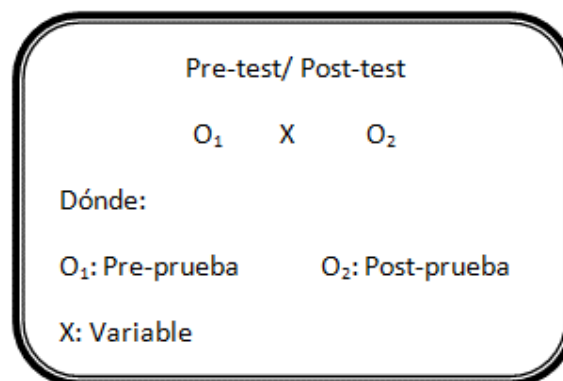 Pre-test/ Post-test
O₁ X O₂
Dónde:
O₁: Pre-prueba O₂: Post-prueba
X: Variable